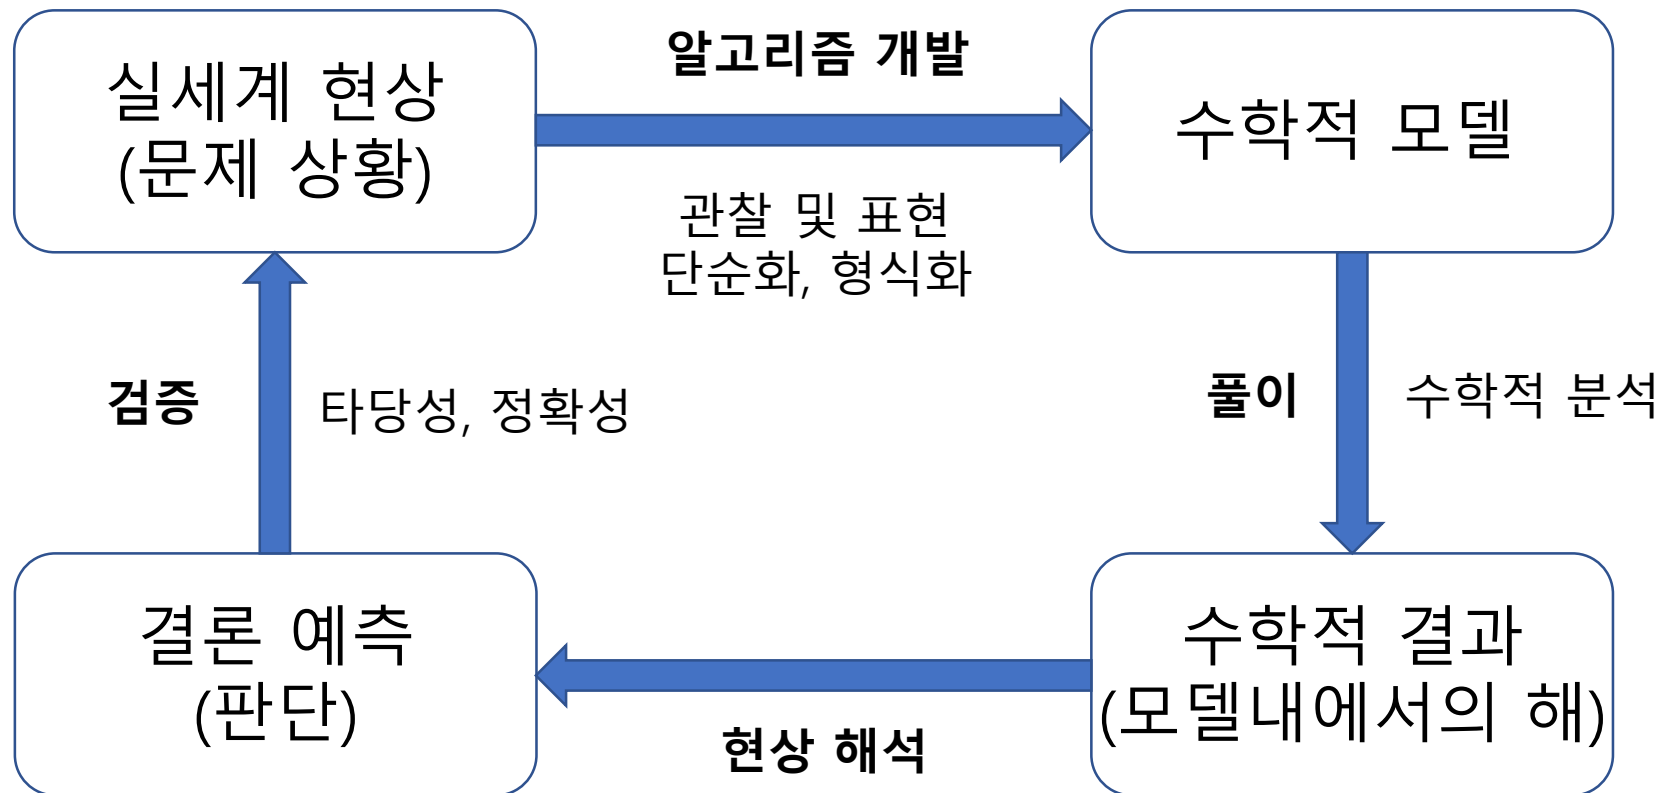 실세계 현상
(문제 상황)
알고리즘 개발
관찰 및 표현
단순화, 형식화
수학적 모델
검증
타당성, 정확성
풀이
수학적 분석
결론 예측
(판단)
현상 해석
수학적 결과
(모델내에서의 해)